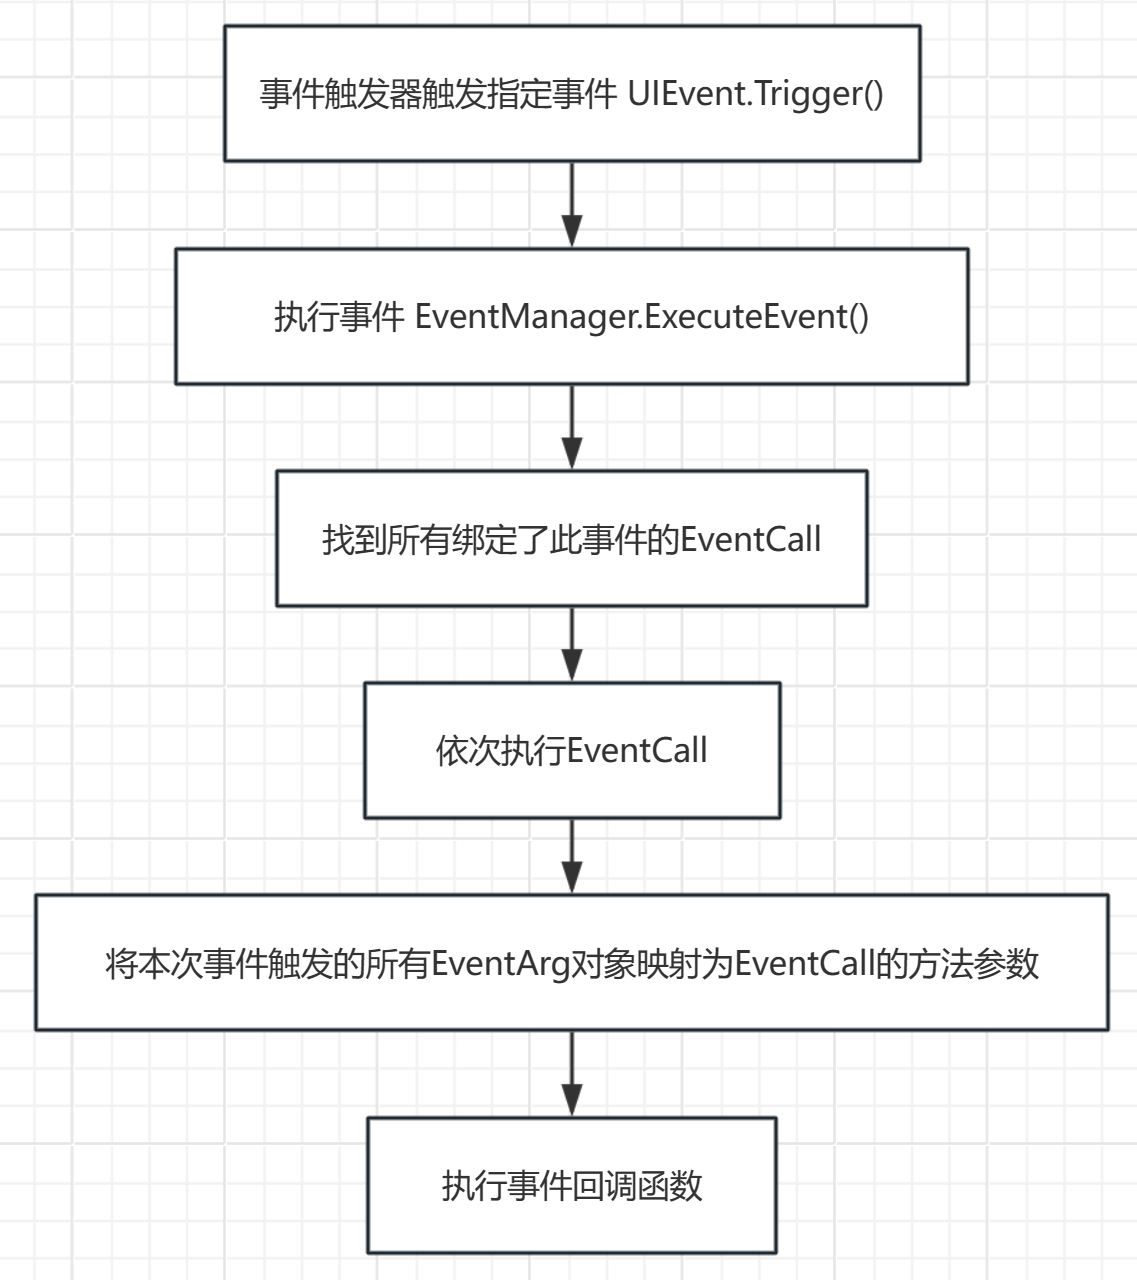 事件触发器触发指定事件 UIEvent.Trigger()
执行事件 EventManager.ExecuteEvent()
找到所有绑定了此事件的EventCall
依次执行EventCall
将本次事件触发的所有EventArg对象映射为EventCall的方法参数
执行事件回调函数